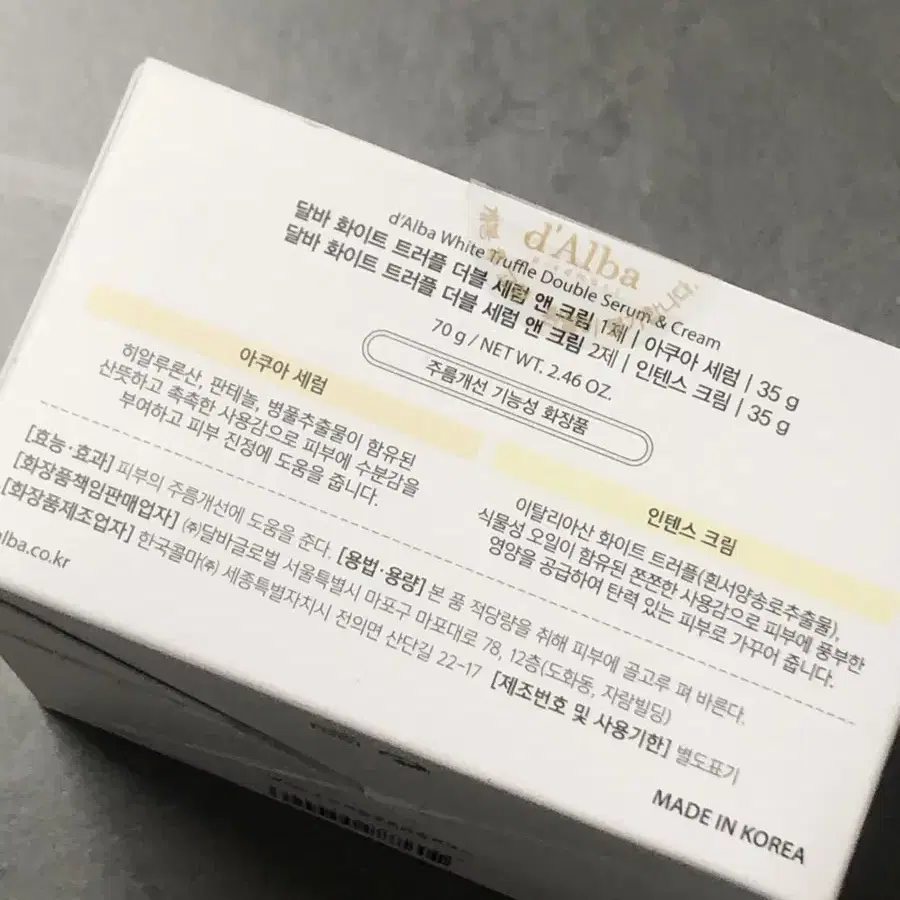 d'Alba
d'Alba White Truffle Double Serum & Cream
달바 화이트 트러플 더블 세럼 앤 크림 1제 | 아쿠아 세럼 | 35 g
달바 화이트 트러플 더블 세럼 앤 크림 2제 | 인텐스 크림 | 35 g
70 g / NET WT. 2.46 OZ.
주름개선 기능성 화장품
아쿠아 세럼
히알루론산, 판테놀, 병풀추출물이 함유된
산뜻하고 촉촉한 사용감으로 피부에 수분감을
부여하고 피부 진정에 도움을 줍니다.
인텐스 크림
이탈리아산 화이트 트러플(흰서양송로추출물),
식물성 오일이 함유된 쫀쫀한 사용감으로 피부에 풍부한
영양을 공급하여 탄력 있는 피부로 가꾸어 줍니다.
[효능·효과] 피부의 주름개선에 도움을 준다. [용법·용량] 본 품 적당량을 취해 피부에 골고루 펴 바른다.
[화장품책임판매업자] (주)달바글로벌 서울특별시 마포구 마포대로 78, 12층(도화동, 자람빌딩)
[화장품제조업자] 한국콜마(주) 세종특별자치시 전의면 산단길 22-17 [제조번호 및 사용기한] 별도표기
lba.co.kr
MADE IN KOREA